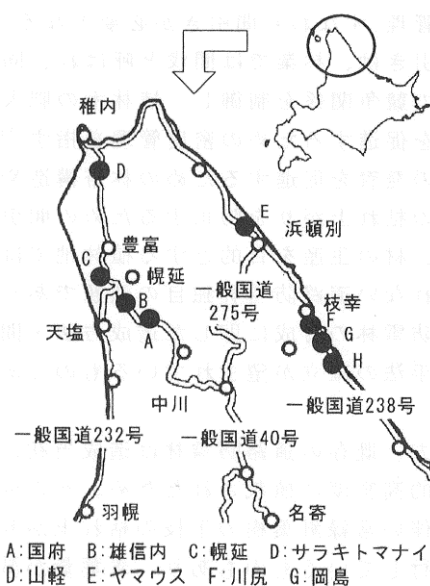 稚内
D
E
浜頓別
豊富
C
幌延
B
A
一般国道
275号
枝幸
F
G
H
天塩
中川
一般国道232号
一般国道40号
一般国道238号
羽幌
名寄
A:国府 B:雄信内 C:幌延 D:サラキトマナイ
D:山軽 E:ヤマウス F:川尻 G:岡島